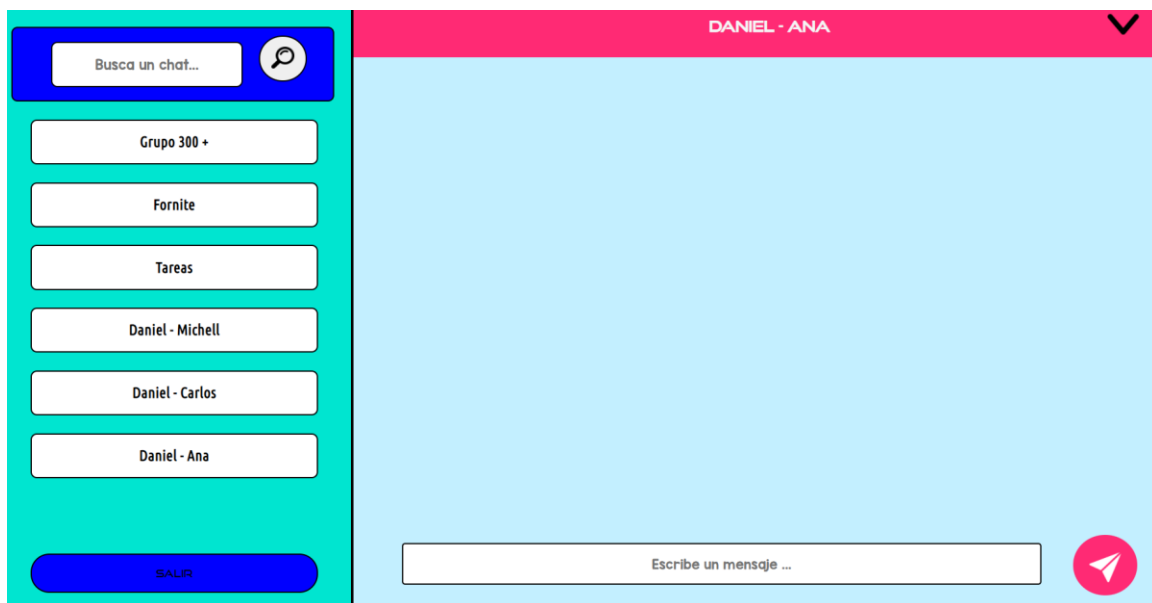 Busca un chat...
Grupo 300 +
Fornite
Tareas
Daniel - Michell
Daniel - Carlos
Daniel - Ana
SALIR
DANIEL - ANA
Escribe un mensaje ...